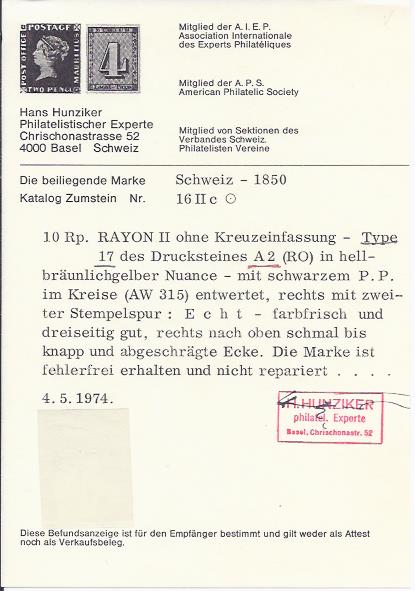 POSTAGE
POST OFFICE
MAURITIUS
TWO PENCE
4
Mitglied der A. I. E. P.
Association Internationale
des Experts Philatéliques
Mitglied der A. P. S.
American Philatelic Society
Hans Hunziker
Philatelistischer Experte
Chrischonastrasse 52
4000 Basel Schweiz
Mitglied von Sektionen des
Verbandes Schweiz.
Philatelisten Vereine
Die beiliegende Marke Schweiz - 1850
Katalog Zumstein Nr. 16 II c ⊙
10 Rp. RAYON II ohne Kreuzeinfassung - Type
17 des Drucksteines A2 (RO) in hell-
bräunlichgelber Nuance - mit schwarzem P. P.
im Kreise (AW 315) entwertet, rechts mit zwei-
ter Stempelspur : E c h t - farbfrisch und
dreiseitig gut, rechts nach oben schmal bis
knapp und abgeschrägte Ecke. Die Marke ist
fehlerfrei erhalten und nicht repariert . . . .
4. 5. 1974.
H. HUNZIKER
philatel. Experte
Basel, Chrischonastr. 52
Diese Befundsanzeige ist für den Empfänger bestimmt und gilt weder als Attest
noch als Verkaufsbeleg.